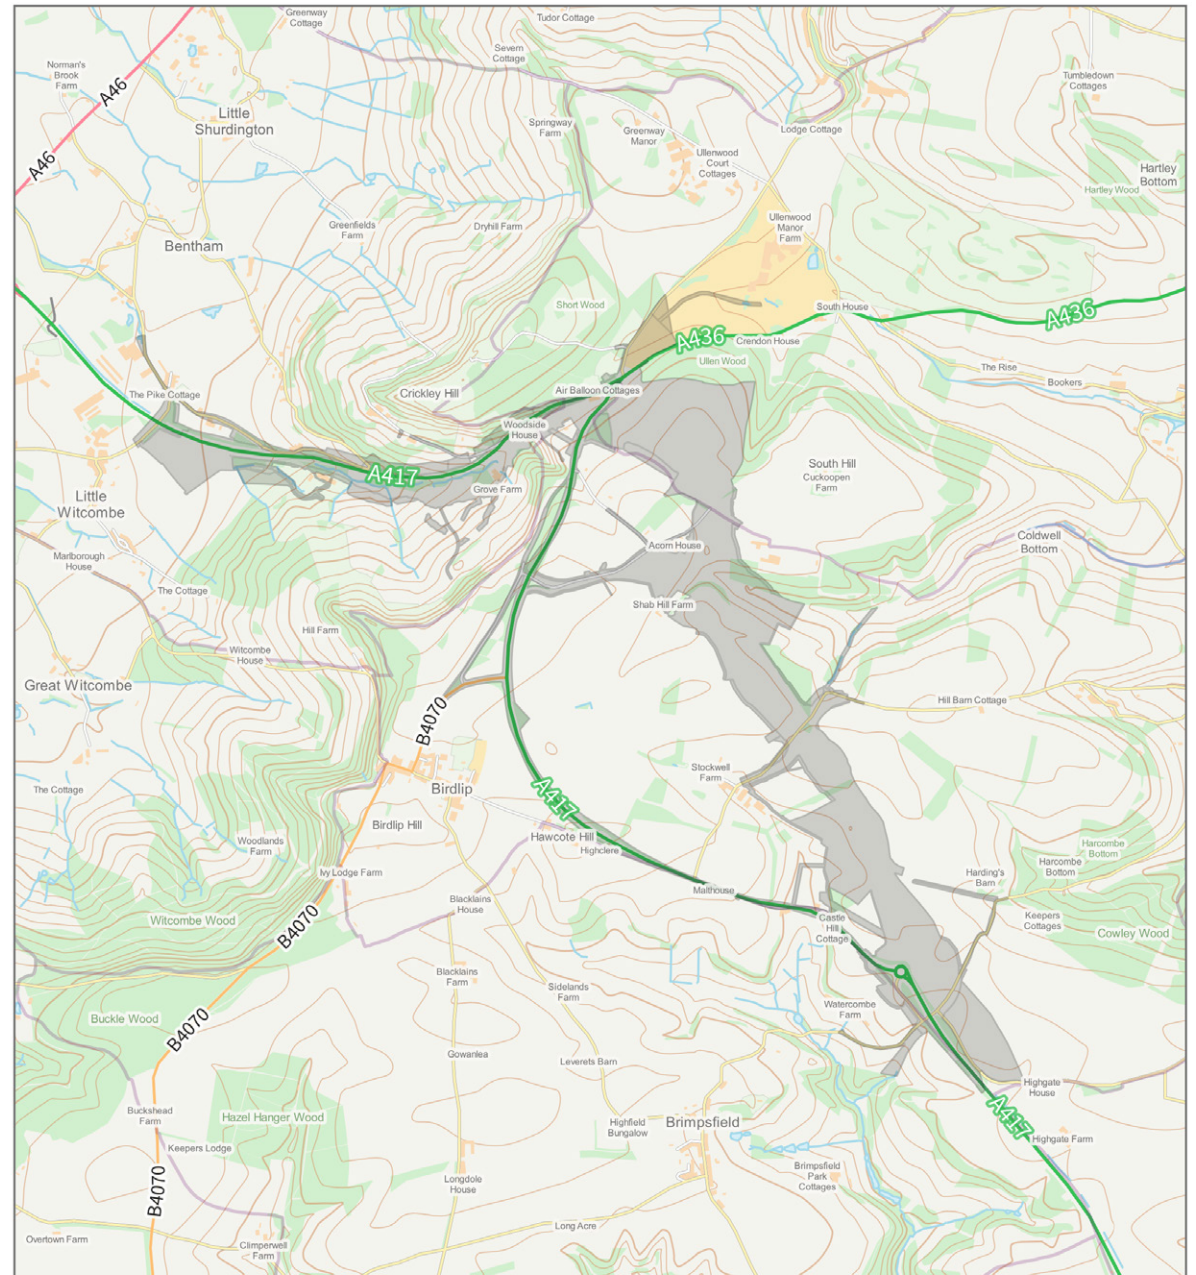 Greenway
Cottage
Tudor Cottage
Severn
Cottage
Norman's
Brook
Farm
A46
Tumbledown
Cottages
Little
Shurdington
Springway
Farm
Greenway
Manor
Lodge Cottage
Ullenwood
Court
Cottages
A46
Hartley
Bottom
Hartley Wood
Greenfields
Farm
Dryhill Farm
Ullenwood
Manor
Farm
Bentham
Short Wood
South House
A436
A436
Crendon House
Ullen Wood
The Rise
Bookers
Air Balloon Cottages
Crickley Hill
The Pike Cottage
Woodside
House
A417
South Hill
Cuckoopen
Farm
Grove Farm
Little
Witcombe
Acorn House
Coldwell
Bottom
Marlborough
House
The Cottage
Shab Hill Farm
Hill Farm
Witcombe
House
Great Witcombe
Hill Barn Cottage
B4070
Stockwell
Farm
The Cottage
Birdlip
A417
Birdlip Hill
Hawcote Hill
Highclere
Woodlands
Farm
Harcombe
Bottom
Harcombe
Bottom
Harding's
Barn
Ivy Lodge Farm
Malthouse
Blacklains
House
Witcombe Wood
B4070
Castle
Hill
Cottage
Keepers
Cottages
Cowley Wood
Blacklains
Farm
Sidelands
Farm
Watercombe
Farm
Buckle Wood
B4070
Gowanlea
Leverets Barn
Highgate
House
Buckshead
Farm
Hazel Hanger Wood
Highfield
Bungalow
Brimpsfield
A417
Highgate Farm
Keepers Lodge
B4070
Longdole
House
Brimpsfield
Park
Cottages
Long Acre
Overtown Farm
Climperwell
Farm